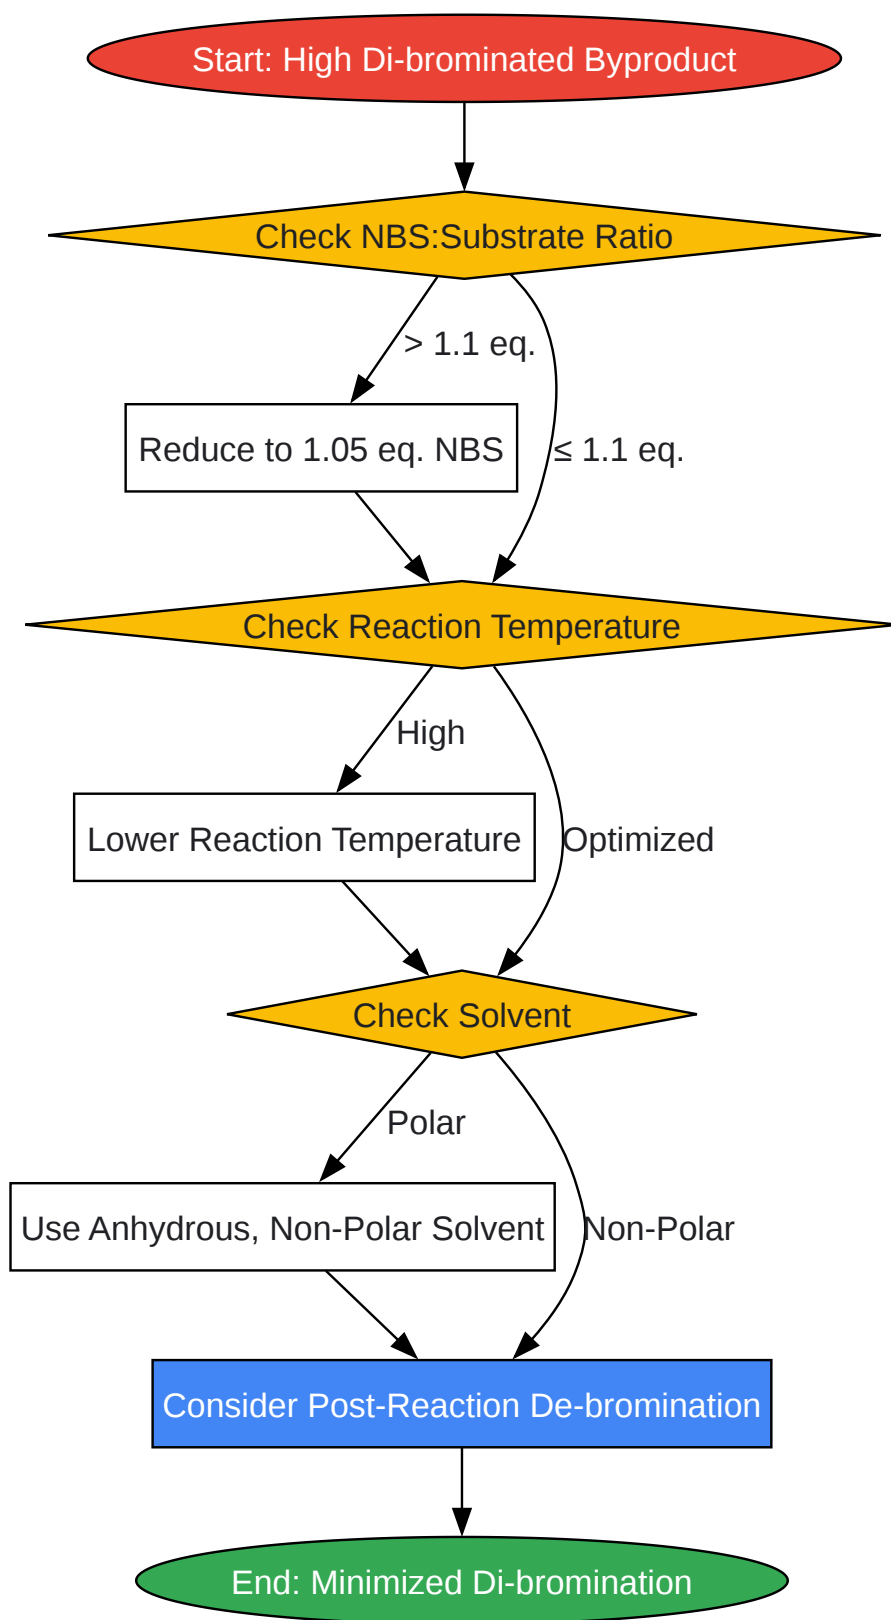 Start: High Di-brominated Byproduct
Check NBS:Substrate Ratio
> 1.1 eq.
Reduce to 1.05 eq. NBS
≤ 1.1 eq.
Check Reaction Temperature
High
Lower Reaction Temperature
Optimized
Check Solvent
Polar
Use Anhydrous, Non-Polar Solvent
Non-Polar
Consider Post-Reaction De-bromination
End: Minimized Di-bromination